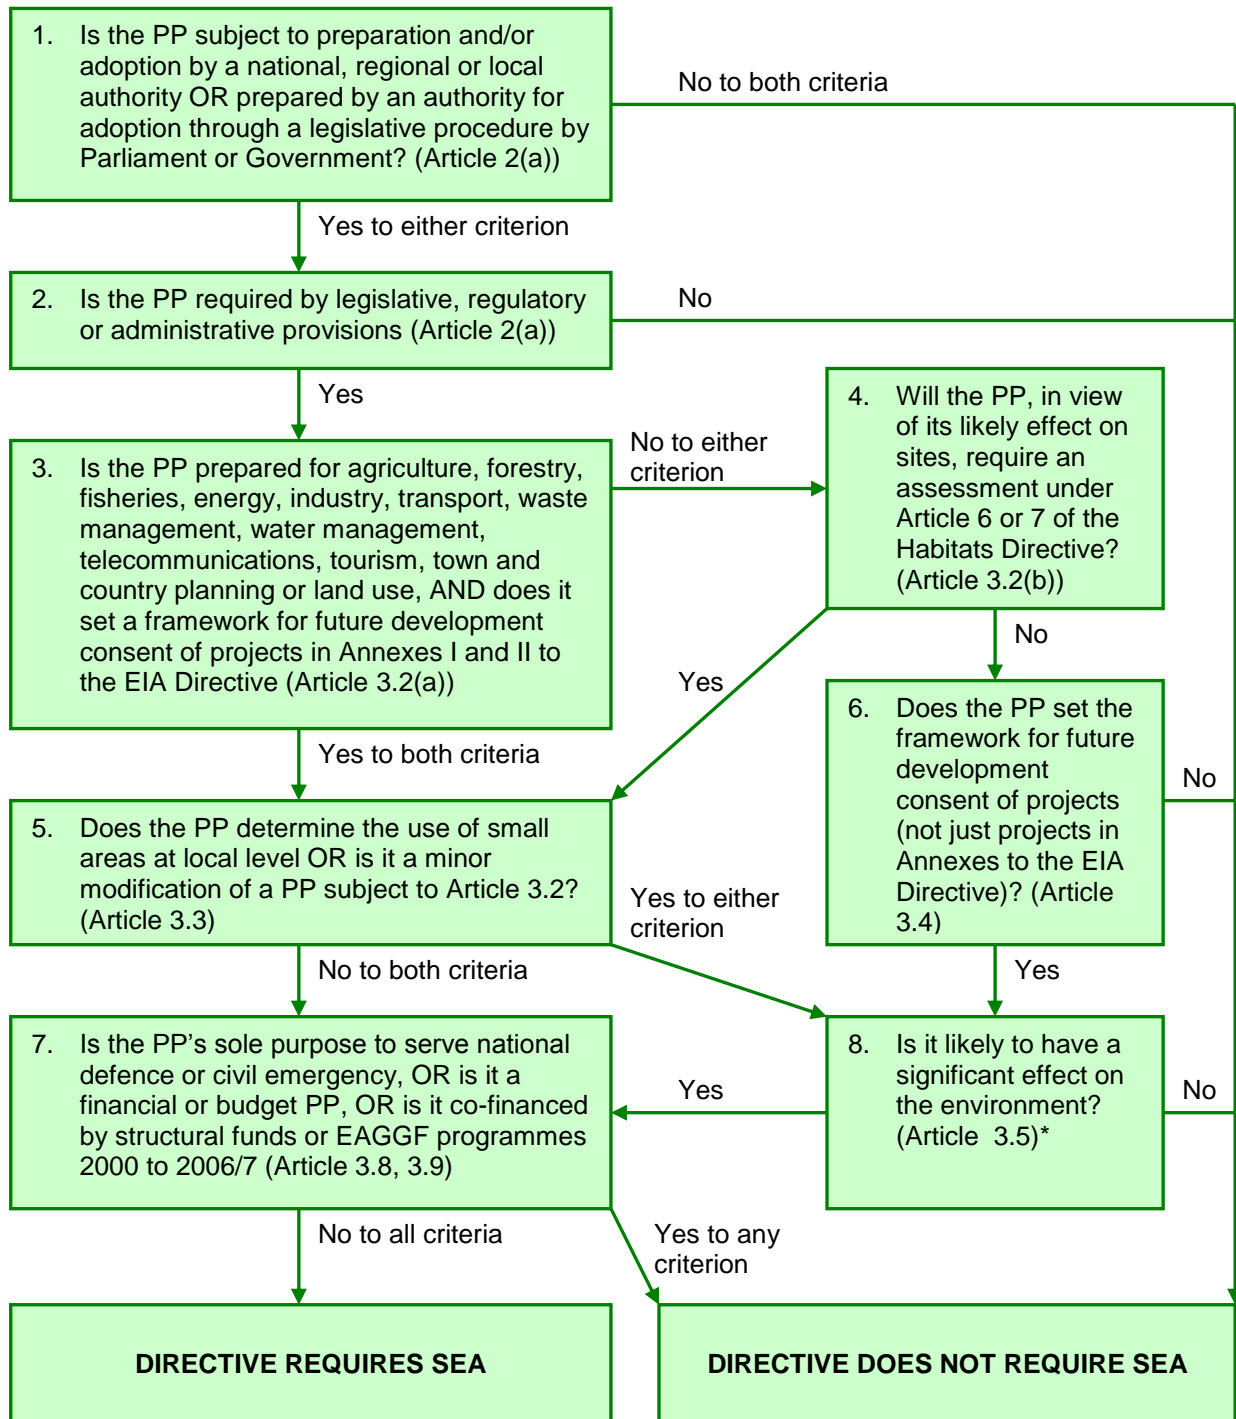 1. Is the PP subject to preparation and/or
adoption by a national, regional or local
authority OR prepared by an authority for
adoption through a legislative procedure by
Parliament or Government? (Article 2(a))
No to both criteria
Yes to either criterion
2. Is the PP required by legislative, regulatory
or administrative provisions (Article 2(a))
No
Yes
3. Is the PP prepared for agriculture, forestry,
fisheries, energy, industry, transport, waste
management, water management,
telecommunications, tourism, town and
country planning or land use, AND does it
set a framework for future development
consent of projects in Annexes I and II to
the EIA Directive (Article 3.2(a))
No to either
criterion
4. Will the PP, in view
of its likely effect on
sites, require an
assessment under
Article 6 or 7 of the
Habitats Directive?
(Article 3.2(b))
Yes to both criteria
Yes
No
5. Does the PP determine the use of small
areas at local level OR is it a minor
modification of a PP subject to Article 3.2?
(Article 3.3)
6. Does the PP set the
framework for future
development
consent of projects
(not just projects in
Annexes to the EIA
Directive)? (Article
3.4)
No
Yes to either
criterion
No to both criteria
Yes
7. Is the PP’s sole purpose to serve national
defence or civil emergency, OR is it a
financial or budget PP, OR is it co-financed
by structural funds or EAGGF programmes
2000 to 2006/7 (Article 3.8, 3.9)
Yes
8. Is it likely to have a
significant effect on
the environment?
(Article 3.5)*
No
No to all criteria
Yes to any
criterion
DIRECTIVE REQUIRES SEA
DIRECTIVE DOES NOT REQUIRE SEA